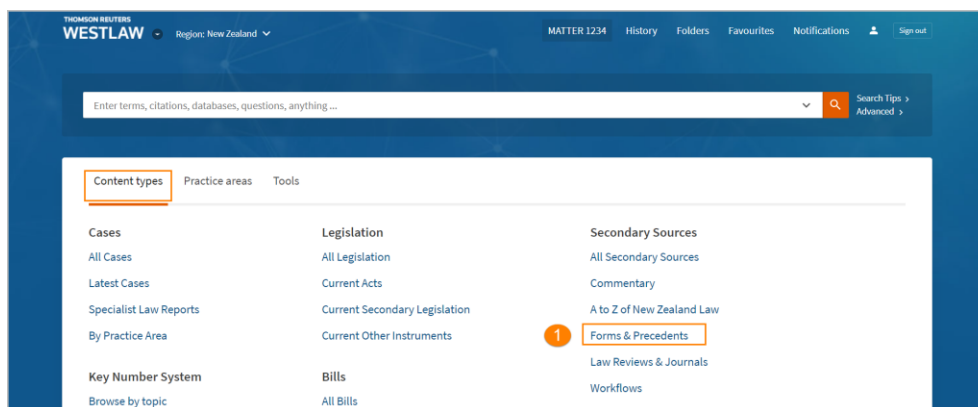 THOMSON REUTERS
WESTLAW Region: New Zealand MATTER 1234 History Folders Favourites Notifications Sign out
Enter terms, citations, databases, questions, anything ... Search Tips >
Advanced >
Content types Practice areas Tools
Cases Legislation Secondary Sources
All Cases All Legislation All Secondary Sources
Latest Cases Current Acts Commentary
Specialist Law Reports Current Secondary Legislation A to Z of New Zealand Law
By Practice Area Current Other Instruments 1 Forms & Precedents
Law Reviews & Journals
Key Number System Bills Workflows
Browse by topic All Bills